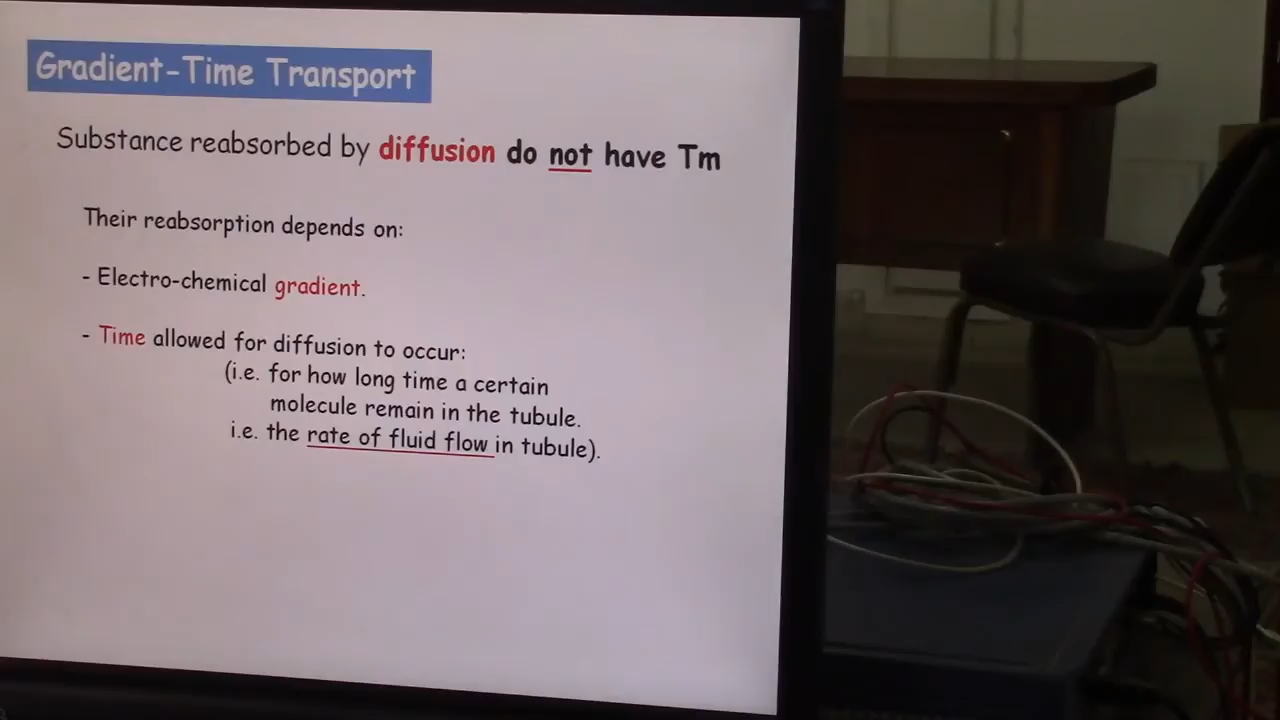 Gradient-Time Transport
Substance reabsorbed by diffusion do not have Tm
Their reabsorption depends on:
- Electro-chemical gradient.
- Time allowed for diffusion to occur:
(i.e. for how long time a certain
molecule remain in the tubule.
i.e. the rate of fluid flow in tubule).